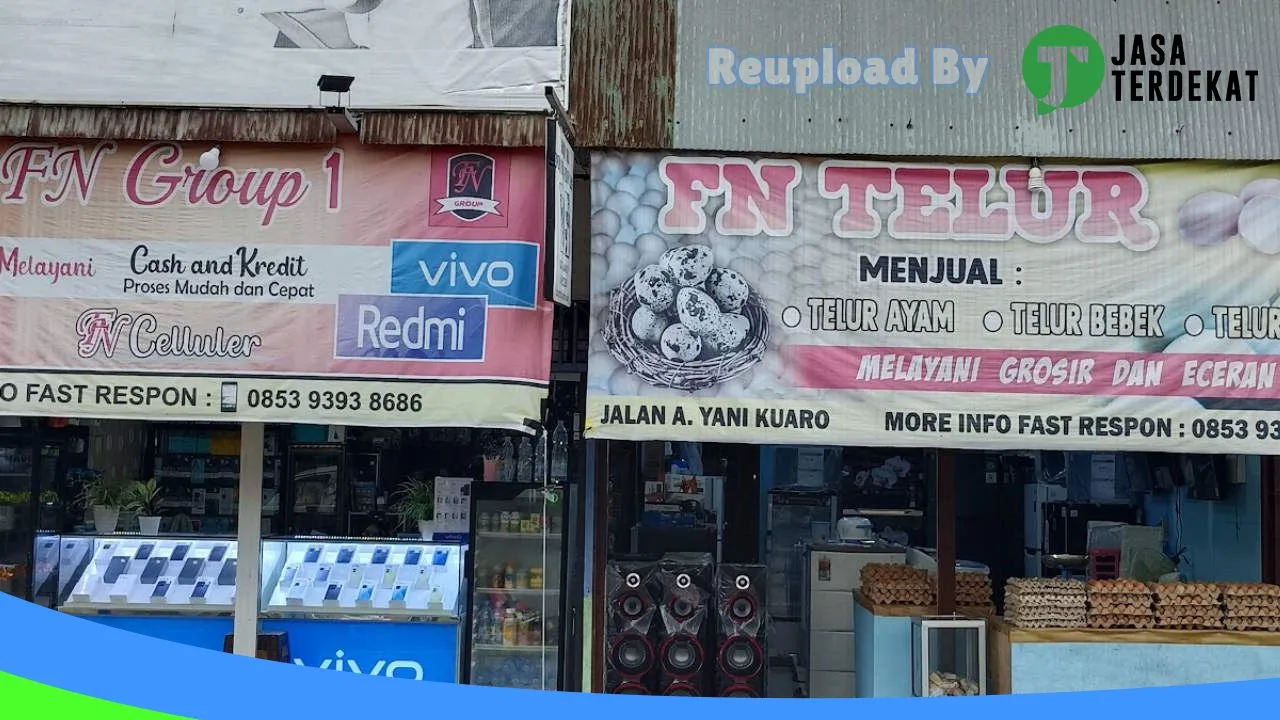 Reupload By
JASA
TERDEKAT
FN Group 1
FN
GROUP
Melayani
Cash and Kredit
Proses Mudah dan Cepat
vivo
Redmi
FN Celluler
O FAST RESPON : 0853 9393 8686
FN TELUR
MENJUAL :
TELUR AYAM
TELUR BEBEK
TELUR
MELAYANI GROSIR DAN ECERAN
JALAN A. YANI KUARO
MORE INFO FAST RESPON : 0853 93
vivo